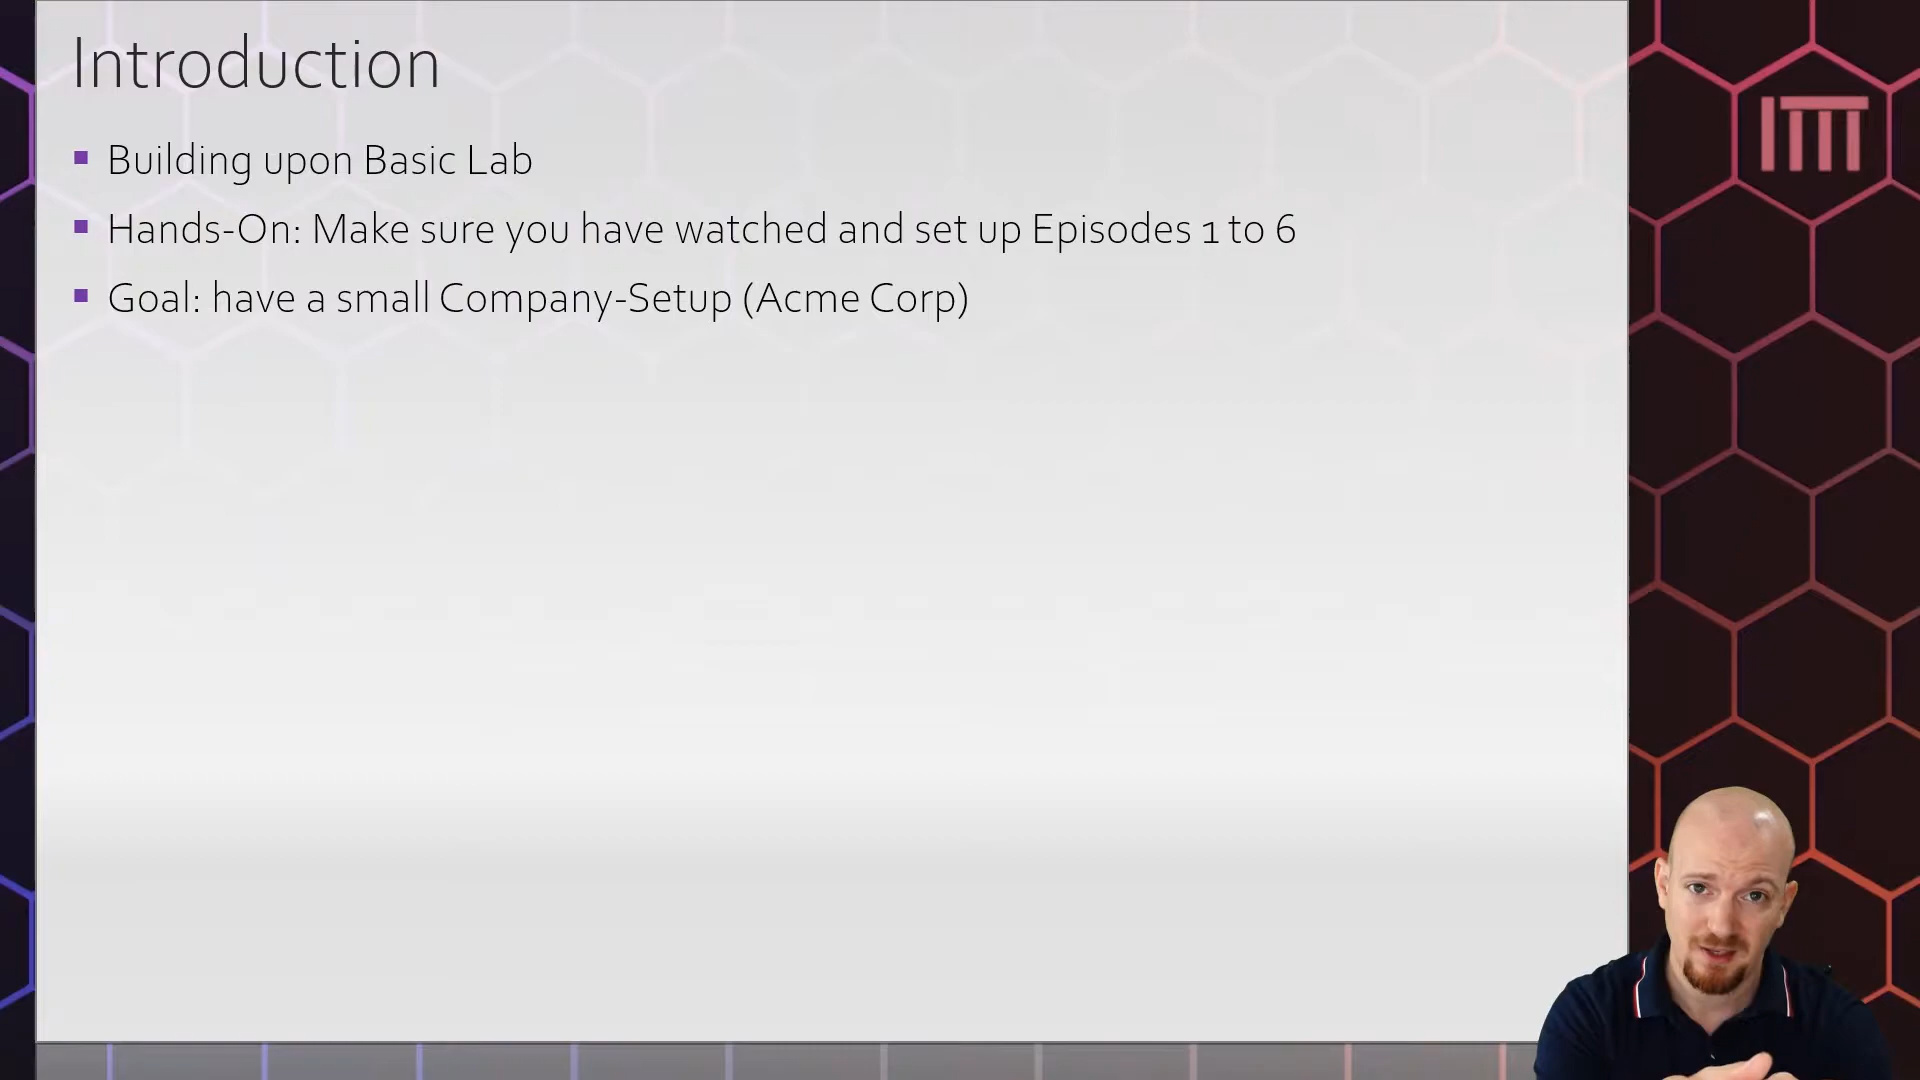 Introduction
Building upon Basic Lab
Hands-On: Make sure you have watched and set up Episodes 1 to 6
Goal: have a small Company-Setup (Acme Corp)